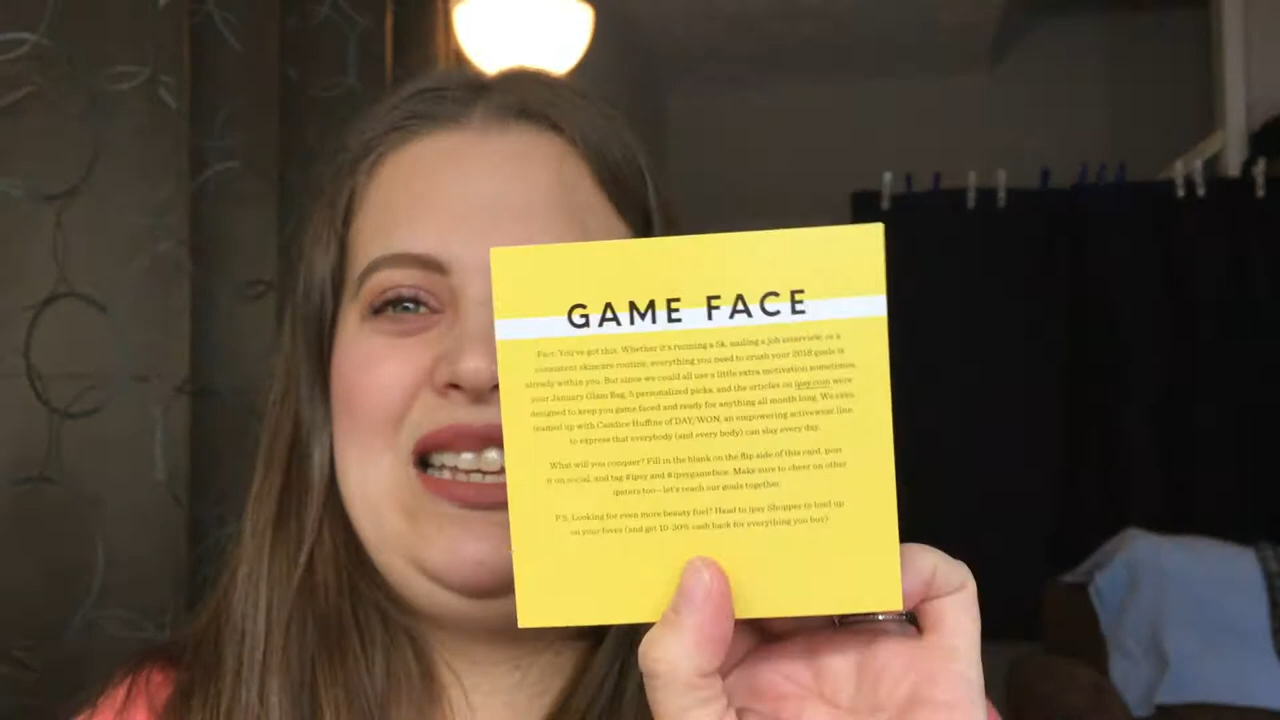 GAME FACE
Fact: You've got this. Whether it's running a 5k, nailing a job interview, or a
consistent skincare routine, everything you need to crush your 2018 goals is
already within you. But since we could all use a little extra motivation sometimes,
your January Glam Bag, 5 personalized picks, and the articles on ipsy.com were
designed to keep you game faced and ready for anything all month long. We even
teamed up with Candice Huffine of DAY/WON, an empowering activewear line,
to express that everybody (and every body) can slay every day.
What will you conquer? Fill in the blank on the flip side of this card, post
it on social, and tag #ipsy and #ipsygameface. Make sure to cheer on other
ipsters too—let's reach our goals together.
P.S. Looking for even more beauty fuel? Head to ipsy Shopper to load up
on your faves (and get 10-30% cash back for everything you buy).